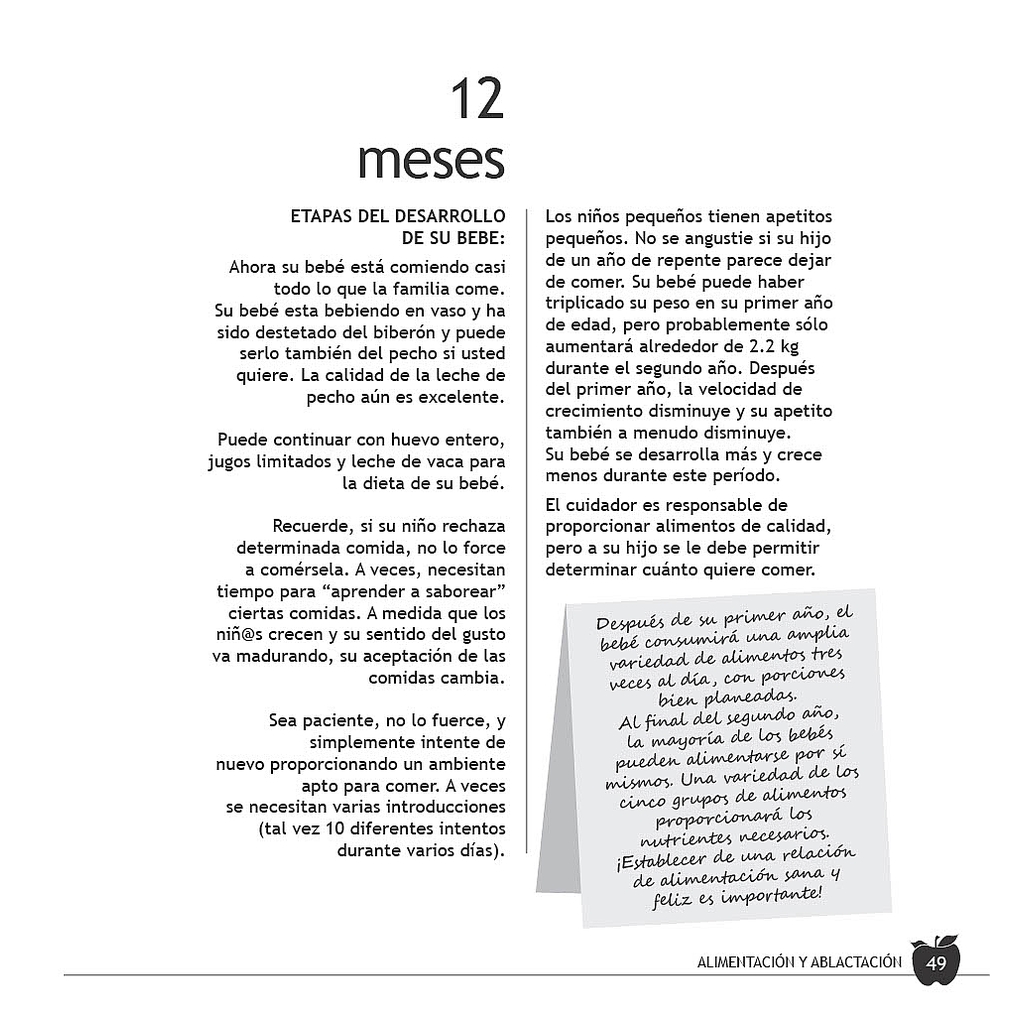 12
meses
ETAPAS DEL DESARROLLO
DE SU BEBE:
Ahora su bebé está comiendo casi
todo lo que la familia come.
Su bebé esta bebiendo en vaso y ha
sido destetado del biberón y puede
serlo también del pecho si usted
quiere. La calidad de la leche de
pecho aún es excelente.
Puede continuar con huevo entero,
jugos limitados y leche de vaca para
la dieta de su bebé.
Recuerde, si su niño rechaza
determinada comida, no lo force
a comérsela. A veces, necesitan
tiempo para “aprender a saborear”
ciertas comidas. A medida que los
niñ@s crecen y su sentido del gusto
va madurando, su aceptación de las
comidas cambia.
Sea paciente, no lo fuerce, y
simplemente intente de
nuevo proporcionando un ambiente
apto para comer. A veces
se necesitan varias introducciones
(tal vez 10 diferentes intentos
durante varios días).
Los niños pequeños tienen apetitos
pequeños. No se angustie si su hijo
de un año de repente parece dejar
de comer. Su bebé puede haber
triplicado su peso en su primer año
de edad, pero probablemente sólo
aumentará alrededor de 2.2 kg
durante el segundo año. Después
del primer año, la velocidad de
crecimiento disminuye y su apetito
también a menudo disminuye.
Su bebé se desarrolla más y crece
menos durante este período.
El cuidador es responsable de
proporcionar alimentos de calidad,
pero a su hijo se le debe permitir
determinar cuánto quiere comer.
Después de su primer año, el
bebé consumirá una amplia
variedad de alimentos tres
veces al día, con porciones
bien planeadas.
Al final del segundo año,
la mayoría de los bebés
pueden alimentarse por sí
mismos. Una variedad de los
cinco grupos de alimentos
proporcionará los
nutrientes necesarios.
¡Establecer de una relación
de alimentación sana y
feliz es importante!
ALIMENTACIÓN Y ABLACTACIÓN 49